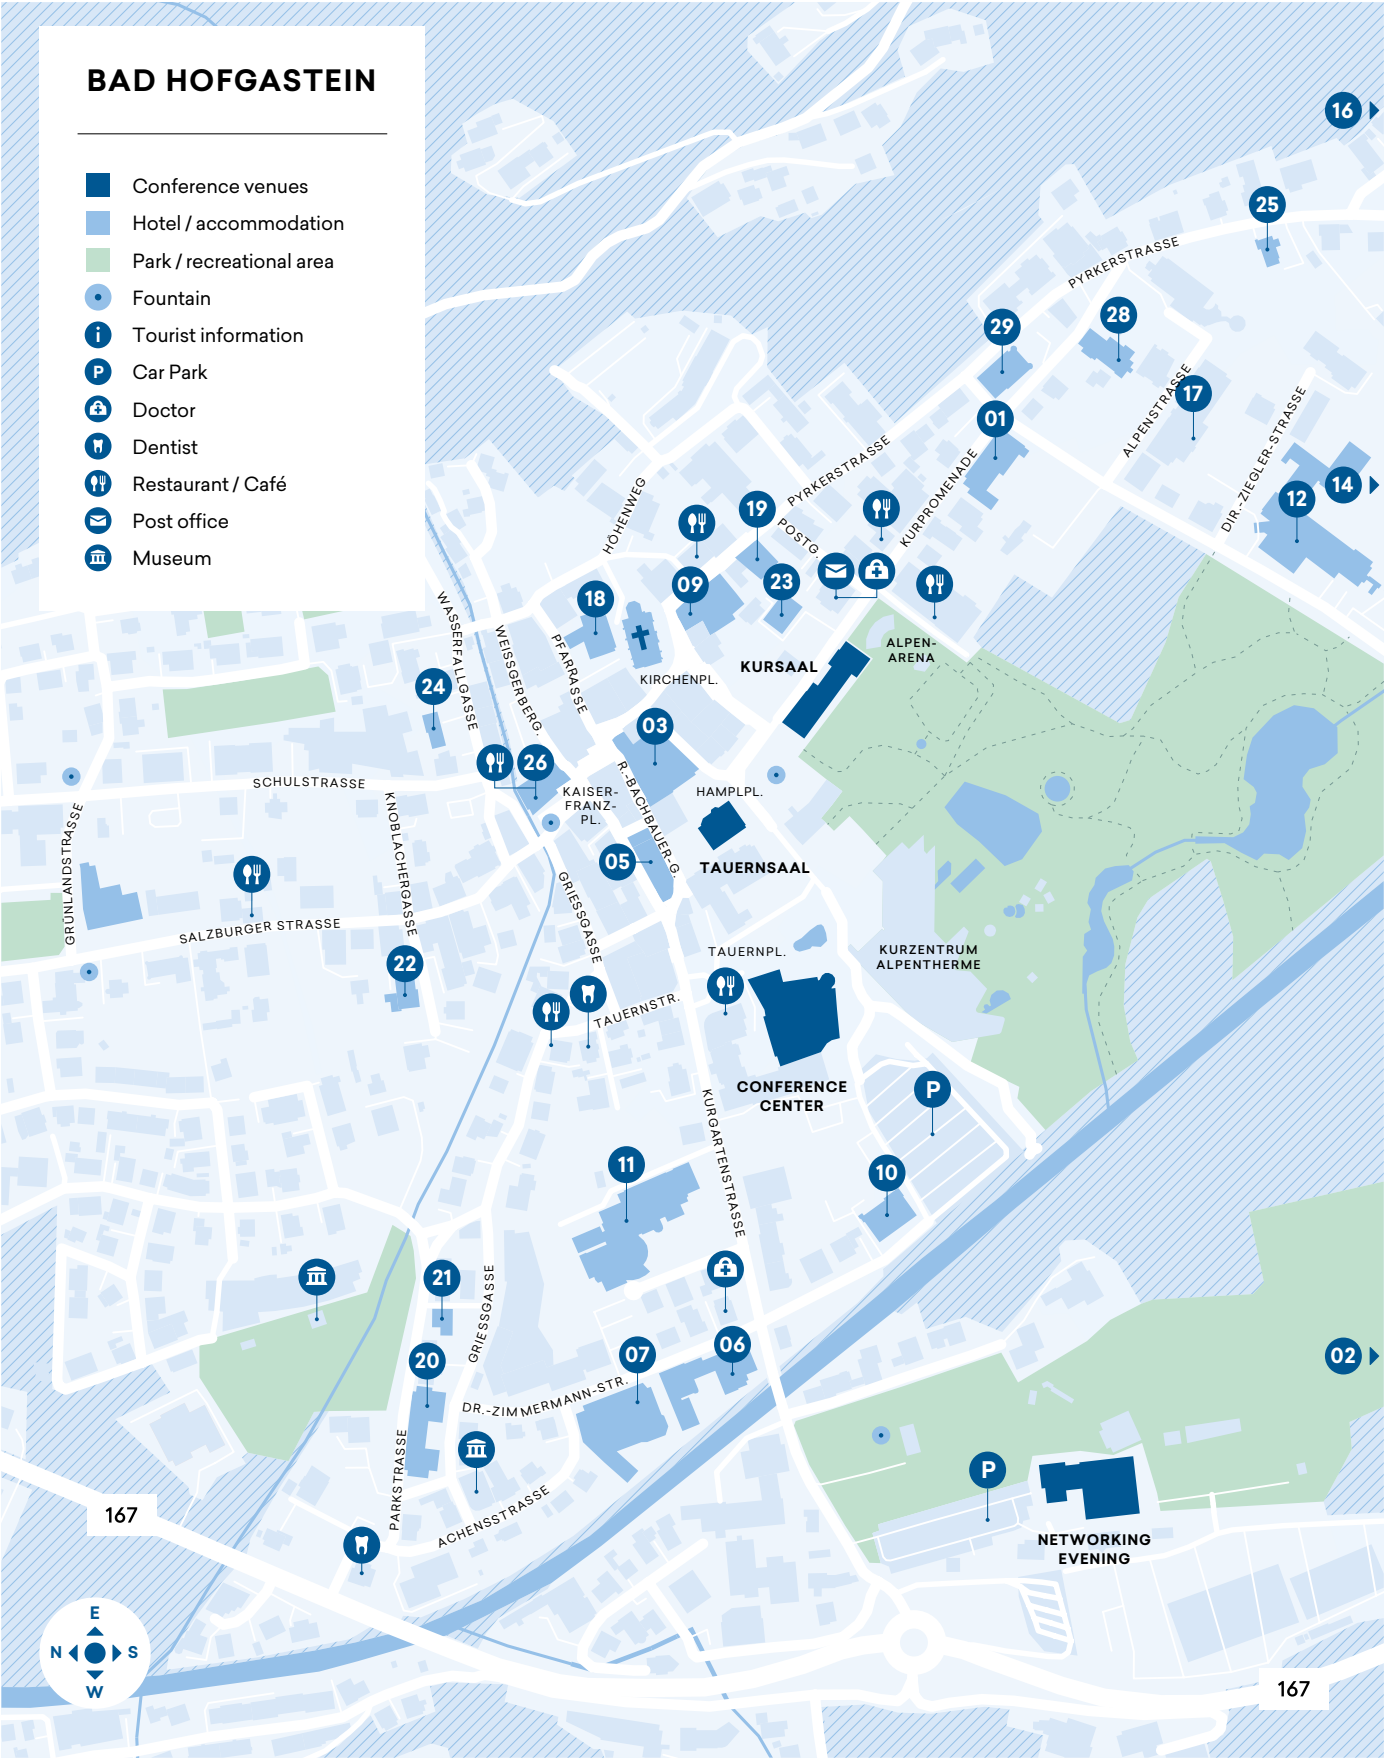 BAD HOFGASTEIN
Conference venues
Hotel / accommodation
Park / recreational area
Fountain
i Tourist information
P Car Park
Doctor
Dentist
Restaurant / Café
Post office
Museum
16
25
PYRKERSTRASSE
28
29
17
ALPENSTRASSE
01
DIR.-ZIEGLER-STRASSE
14
12
PYRKERSTRASSE
KURPROMENADE
HÖHENWEG
19
POSTG.
09
23
18
WASSERFALLGASSE
WEISSGERBERG.
PFARRASSE
ALPEN-
ARENA
KURSAAL
KIRCHENPL.
24
03
26
R.-BACHBAUER-G.
SCHULSTRASSE
KAISER-
FRANZ-
PL.
HAMPLPL.
KNOBLACHERGASSE
GRÜNLANDSTRASSE
05
TAUERNSAAL
GRIESSGASSE
SALZBURGER STRASSE
22
TAUERNPL.
KURZENTRUM
ALPENTHERME
TAUERNSTR.
CONFERENCE
CENTER
P
KURGARTENSTRASSE
11
10
21
GRIESSGASSE
06
07
02
20
DR.-ZIMMERMANN-STR.
PARKSTRASSE
P
ACHENSSTRASSE
167
NETWORKING
EVENING
E
N S
W
167